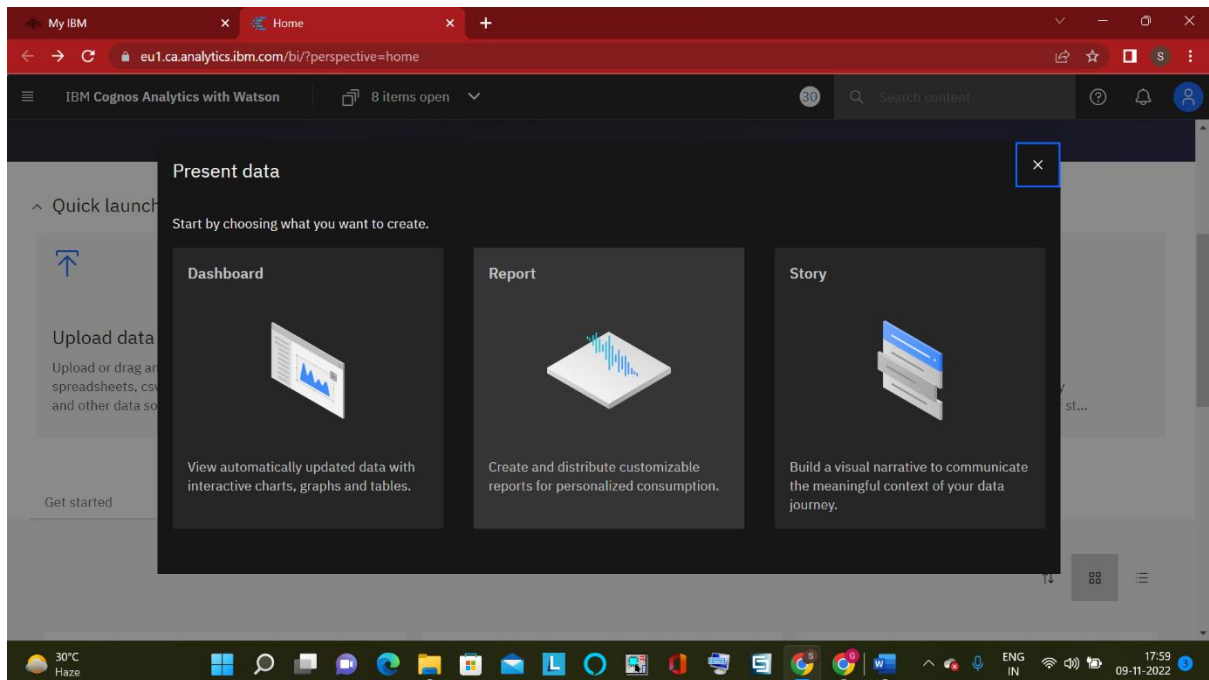 My IBM
Home
eu1.ca.analytics.ibm.com/bi/?perspective=home
S
IBM Cognos Analytics with Watson
8 items open
30
Search content
Present data
Start by choosing what you want to create.
Quick launch
Dashboard
Report
Story
Upload data
Upload or drag an
spreadsheets, csv
and other data so
y
st...
View automatically updated data with
interactive charts, graphs and tables.
Create and distribute customizable
reports for personalized consumption.
Build a visual narrative to communicate
the meaningful context of your data
journey.
Get started
30°C
Haze
L
S
G
W
ENG
IN
17:59
09-11-2022
3